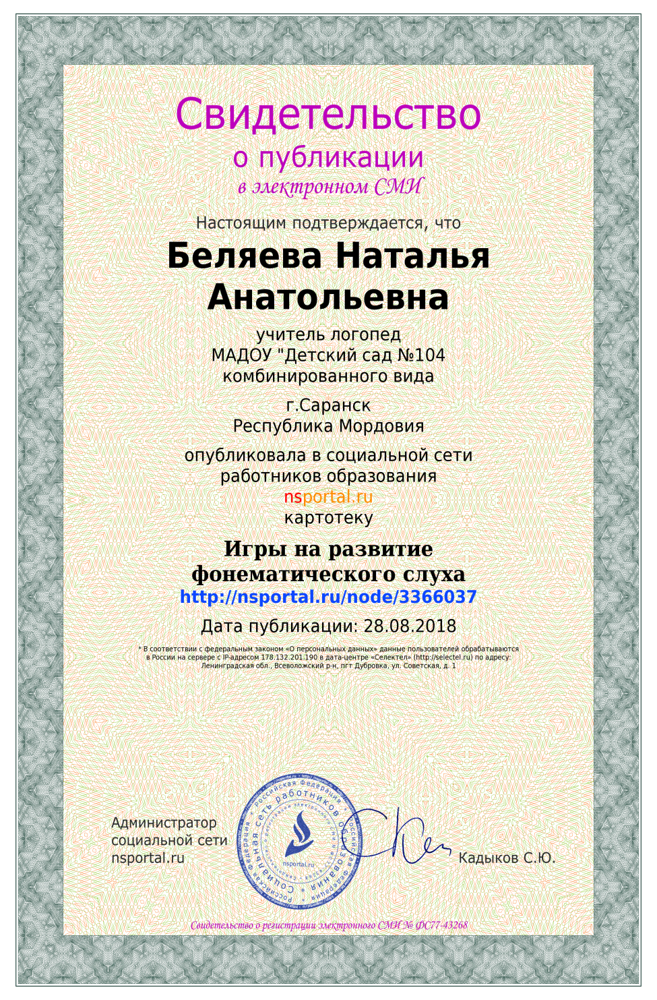 Свидетельство
о публикации
в электронном СМИ
Настоящим подтверждается, что
Беляева Наталья
Анатольевна
учитель логопед
МАДОУ "Детский сад №104
комбинированного вида
г.Саранск
Республика Мордовия
опубликовала в социальной сети
работников образования
nsportal.ru
картотеку
Игры на развитие
фонематического слуха
http://nsportal.ru/node/3366037
Дата публикации: 28.08.2018
* В соответствии с федеральным законом «О персональных данных» данные пользователей обрабатываются
в России на сервере с IP-адресом 178.132.201.190 в дата-центре «Селектел» (http://selectel.ru) по адресу:
Ленинградская обл., Всеволожский р-н, пгт Дубровка, ул. Советская, д. 1
Администратор
социальной сети
nsportal.ru
Российская Федерация * Российская Федерация * Российская Федерация *
Социальная сеть работников образования *
nsportal.ru
Кадыков С.Ю.
Свидетельство о регистрации электронного СМИ № ФС77-43268